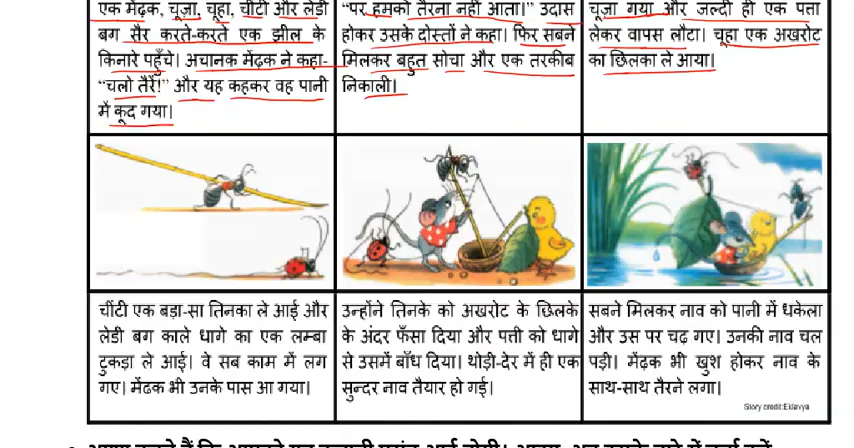 एक मेंढ़क, चूज़ा, चूहा, चींटी और लेडी
बग सैर करते-करते एक झील के
किनारे पहुँचे। अचानक मेंढ़क ने कहा-
“चलो तैरें!” और यह कहकर वह पानी
में कूद गया।
“पर हमको तैरना नहीं आता।” उदास
होकर उसके दोस्तों ने कहा। फिर सबने
मिलकर बहुत सोचा और एक तरकीब
निकाली।
चूज़ा गया और जल्दी ही एक पत्ता
लेकर वापस लौटा। चूहा एक अखरोट
का छिलका ले आया।
चींटी एक बड़ा-सा तिनका ले आई और
लेडी बग काले धागे का एक लम्बा
टुकड़ा ले आई। वे सब काम में लग
गए। मेंढक भी उनके पास आ गया।
उन्होंने तिनके को अखरोट के छिलके
के अंदर फँसा दिया और पत्ती को धागे
से उसमें बाँध दिया। थोड़ी-देर में ही एक
सुन्दर नाव तैयार हो गई।
सबने मिलकर नाव को पानी में धकेला
और उस पर चढ़ गए। उनकी नाव चल
पड़ी। मेंढ़क भी खुश होकर नाव के
साथ-साथ तैरने लगा।
Story credit:Eklavya